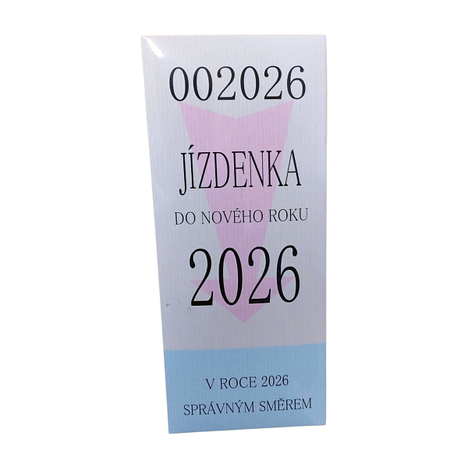 002026
JÍZDENKA
DO NOVÉHO ROKU
2026
V ROCE 2026
SPRÁVNÝM SMĚREM